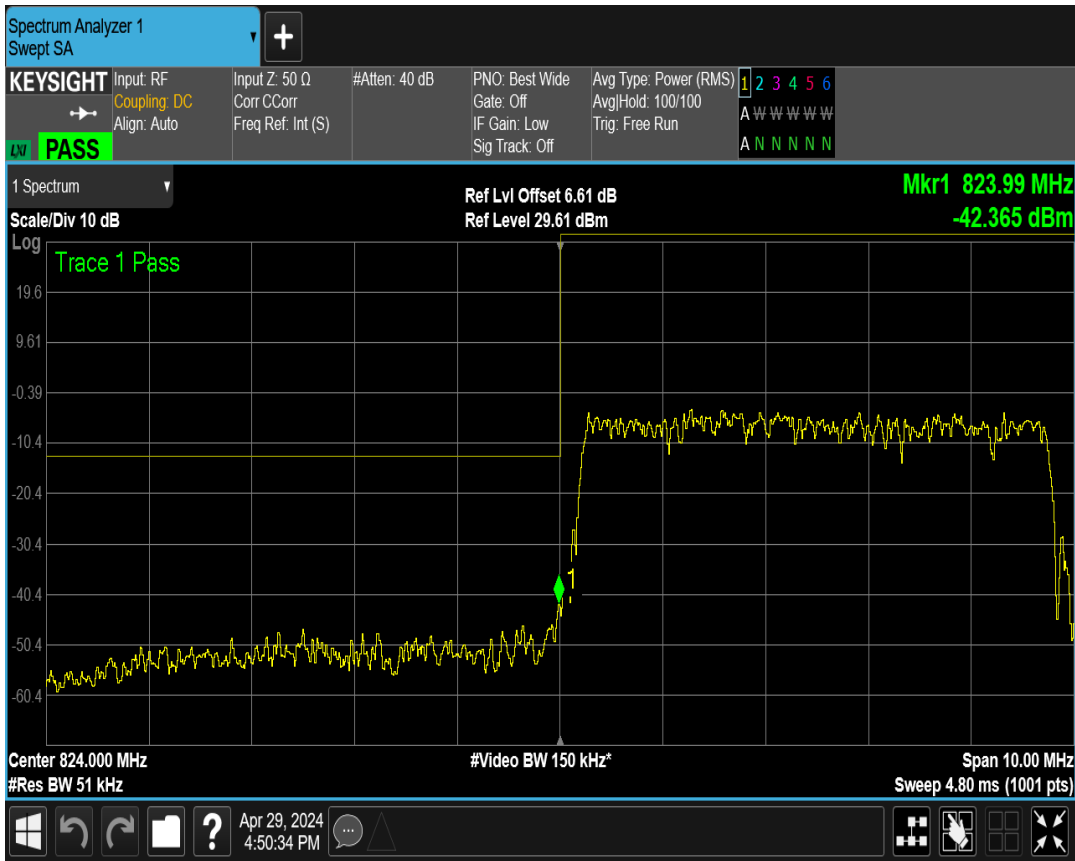 Spectrum Analyzer 1
Swept SA
▼
+
KEYSIGHT
LXI PASS
Input: RF
Coupling: DC
Align: Auto
Input Z: 50 Ω
Corr CCorr
Freq Ref: Int (S)
#Atten: 40 dB
PNO: Best Wide
Gate: Off
IF Gain: Low
Sig Track: Off
Avg Type: Power (RMS)
Avg|Hold: 100/100
Trig: Free Run
1 2 3 4 5 6
A W W W W W
A N N N N N
1 Spectrum ▼
Scale/Div 10 dB
Ref Lvl Offset 6.61 dB
Ref Level 29.61 dBm
Mkr1 823.99 MHz
-42.365 dBm
Log
Trace 1 Pass
19.6
9.61
-0.39
-10.4
-20.4
-30.4
-40.4
-50.4
-60.4
1
Center 824.000 MHz
#Res BW 51 kHz
#Video BW 150 kHz*
Span 10.00 MHz
Sweep 4.80 ms (1001 pts)
?
Apr 29, 2024
4:50:34 PM